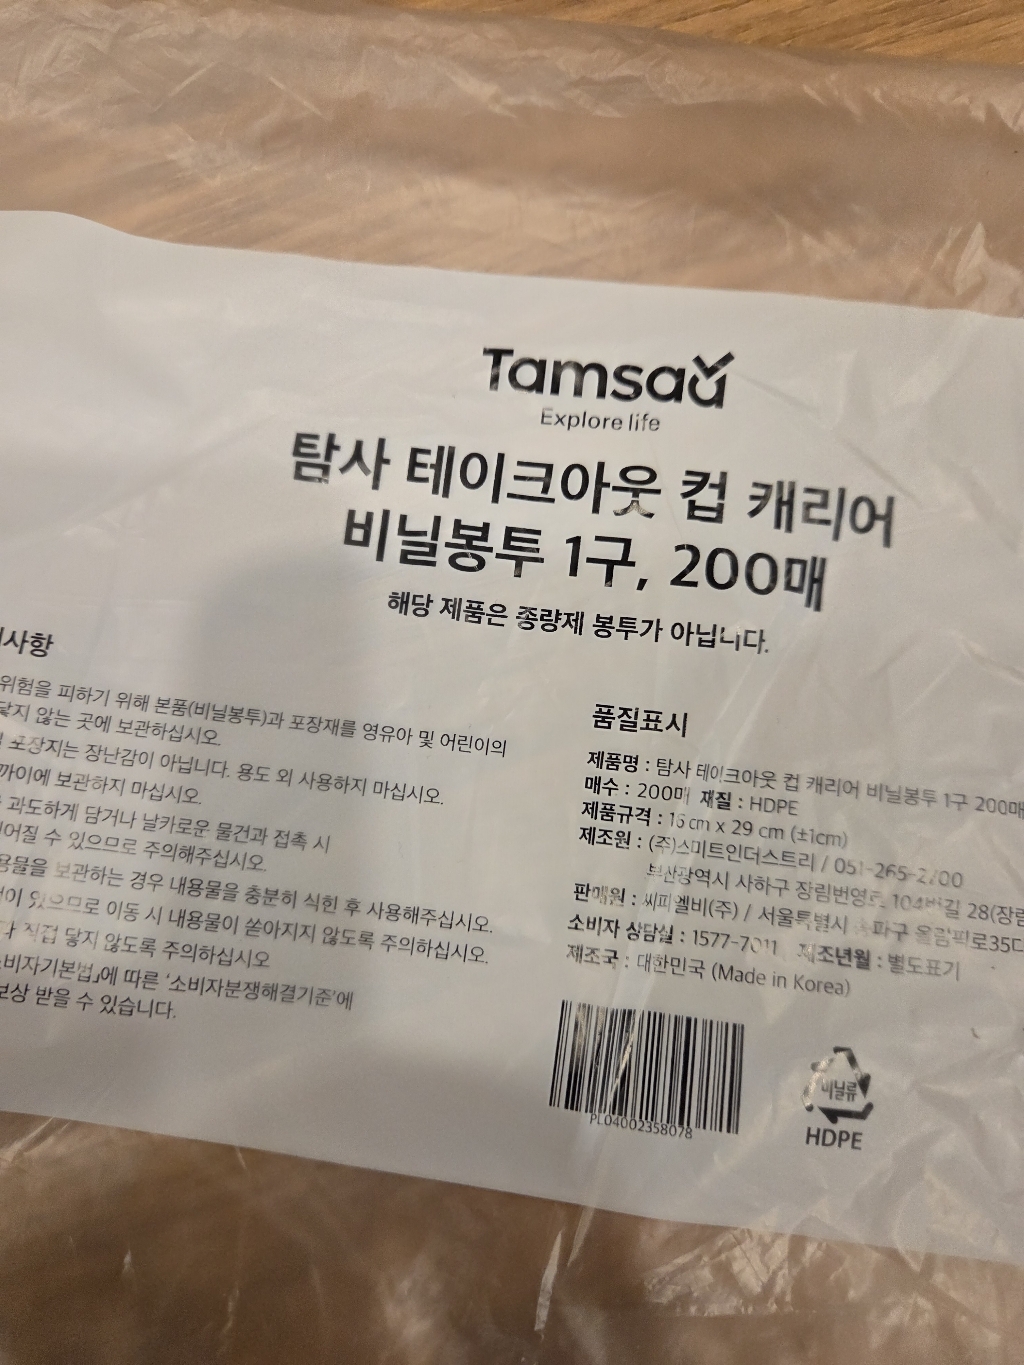 Tamsaa
Explore life
탐사 테이크아웃 컵 캐리어
비닐봉투 1구, 200매
해당 제품은 종량제 봉투가 아닙니다.
사항
위험을 피하기 위해 본품(비닐봉투)과 포장재를 영유아 및 어린이의
닿지 않는 곳에 보관하십시오.
포장지는 장난감이 아닙니다. 용도 외 사용하지 마십시오.
까이에 보관하지 마십시오.
과도하게 담거나 날카로운 물건과 접촉 시
어질 수 있으므로 주의해주십시오.
용물을 보관하는 경우 내용물을 충분히 식힌 후 사용해주십시오.
이 있으므로 이동 시 내용물이 쏟아지지 않도록 주의하십시오.
직접 닿지 않도록 주의하십시오
비자기본법」에 따른 '소비자분쟁해결기준'에
보상 받을 수 있습니다.
품질표시
제품명 : 탐사 테이크아웃 컵 캐리어 비닐봉투 1구 200매
매수 : 200매 재질 : HDPE
제품규격 : 16 cm x 29 cm (±1cm)
제조원 : (주)스미트인더스트리 / 051-265-2700
부산광역시 사하구 장림번영로 104번길 28(장림
판매원 : 씨피엘비(주) / 서울특별시 송파구 올림픽로35다
소비자 상담실 : 1577-7011 제조년월 : 별도표기
제조국 : 대한민국 (Made in Korea)
PL04002358078
비닐류
HDPE